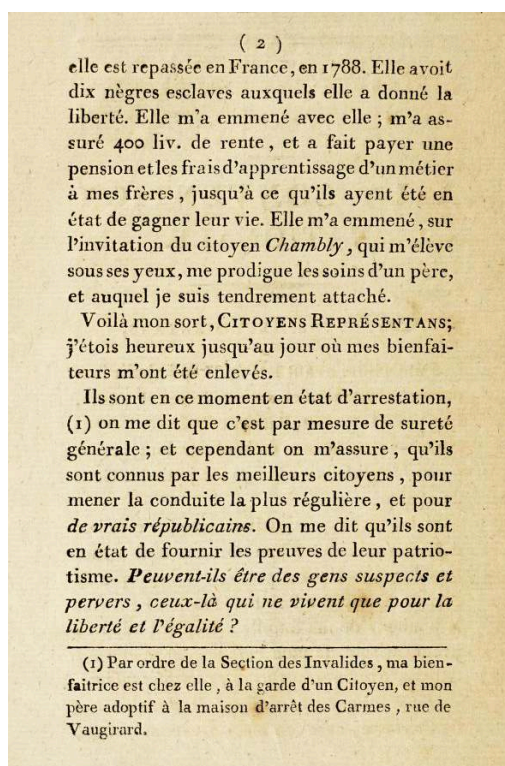 ( 2 )
elle est repassée en France, en 1788. Elle avoit
dix nègres esclaves auxquels elle a donné la
liberté. Elle m'a emmené avec elle ; m'a as-
suré 400 liv. de rente, et a fait payer une
pension et les frais d'apprentissage d'un métier
à mes frères, jusqu'à ce qu'ils ayent été en
état de gagner leur vie. Elle m'a emmené, sur
l'invitation du citoyen Chambly, qui m'élève
sous ses yeux, me prodigue les soins d'un père,
et auquel je suis tendrement attaché.
Voilà mon sort, CITOYENS REPRÉSENTANS;
j'étois heureux jusqu'au jour où mes bienfai-
teurs m'ont été enlevés.
Ils sont en ce moment en état d'arrestation,
(1) on me dit que c'est par mesure de sureté
générale ; et cependant on m'assure, qu'ils
sont connus par les meilleurs citoyens, pour
mener la conduite la plus régulière, et pour
de vrais républicains. On me dit qu'ils sont
en état de fournir les preuves de leur patrio-
tisme. Peuvent-ils être des gens suspects et
pervers, ceux-là qui ne vivent que pour la
liberté et l'égalité ?
(1) Par ordre de la Section des Invalides, ma bien-
faitrice est chez elle, à la garde d'un Citoyen, et mon
père adoptif à la maison d'arrêt des Carmes, rue de
Vaugirard.